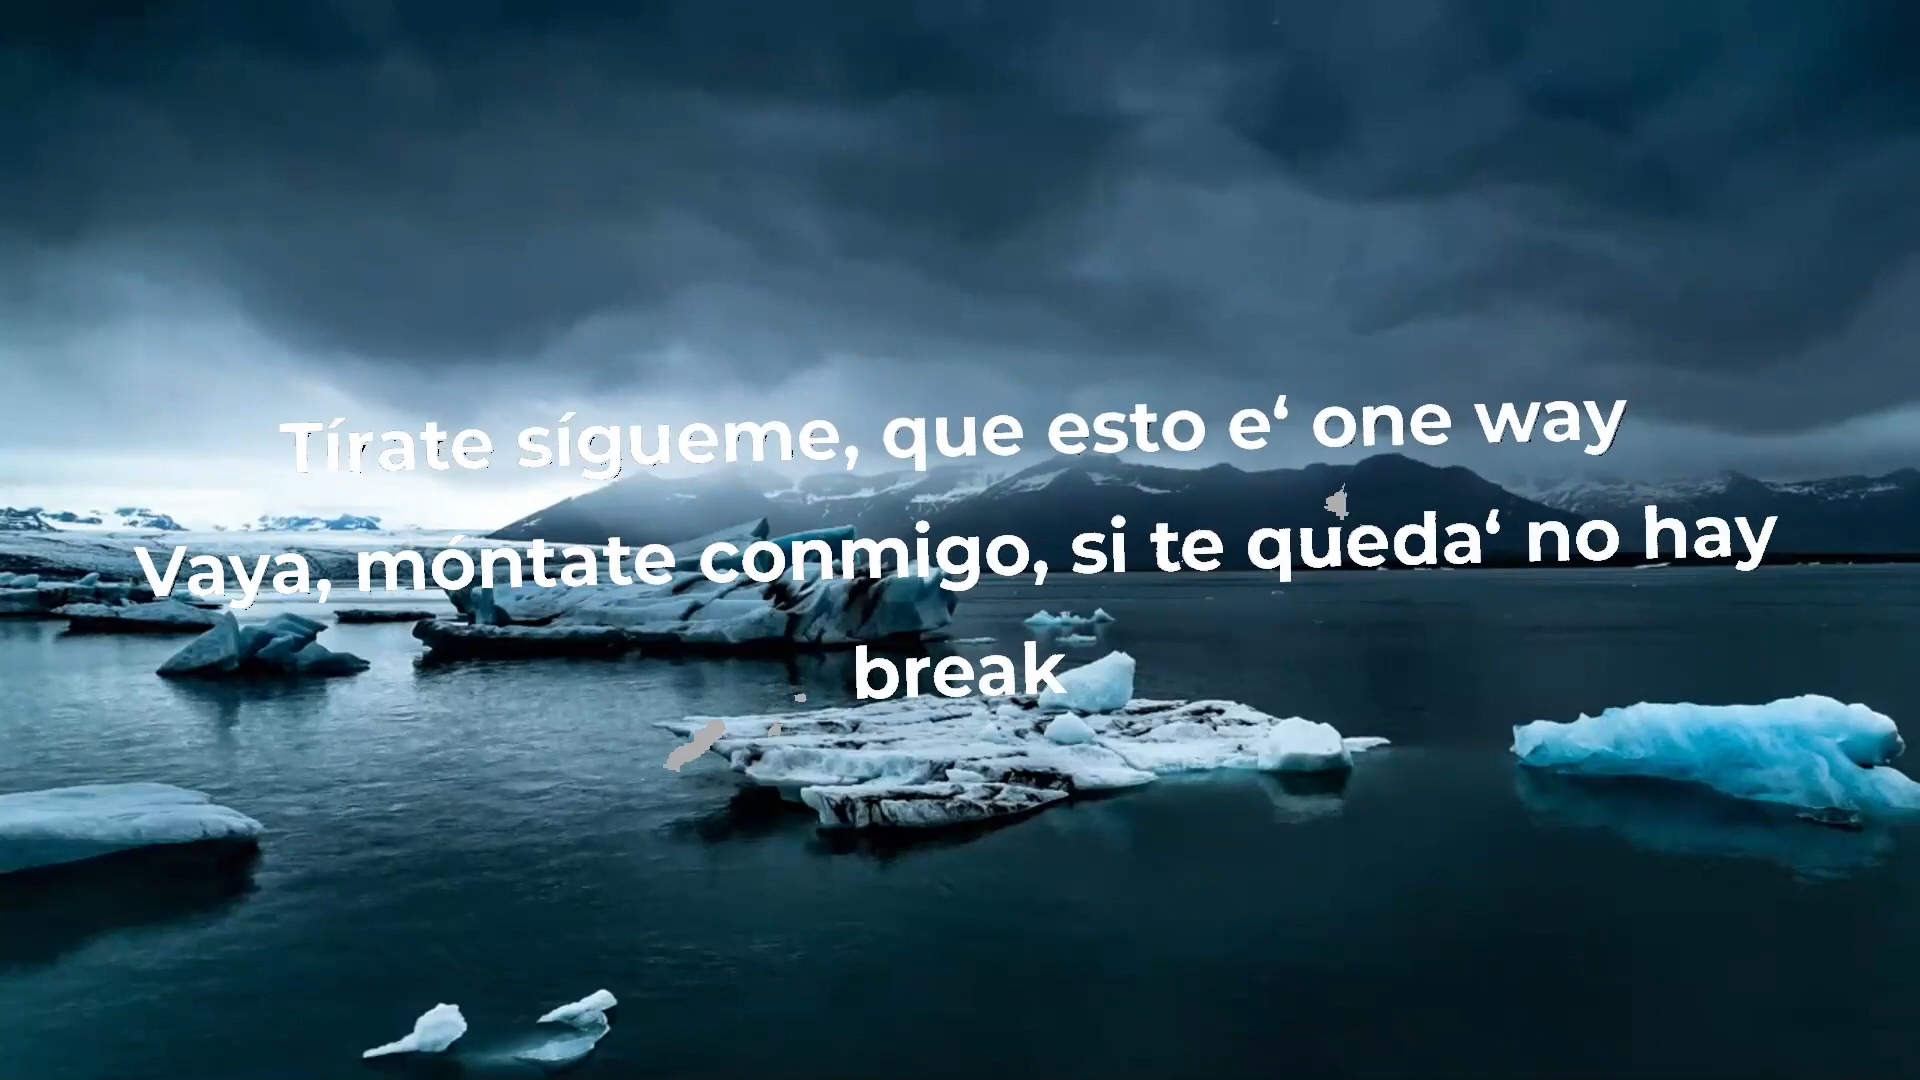 Tírate sígueme, que esto e‘ one way
Vaya, móntate conmigo, si te queda‘ no hay
break